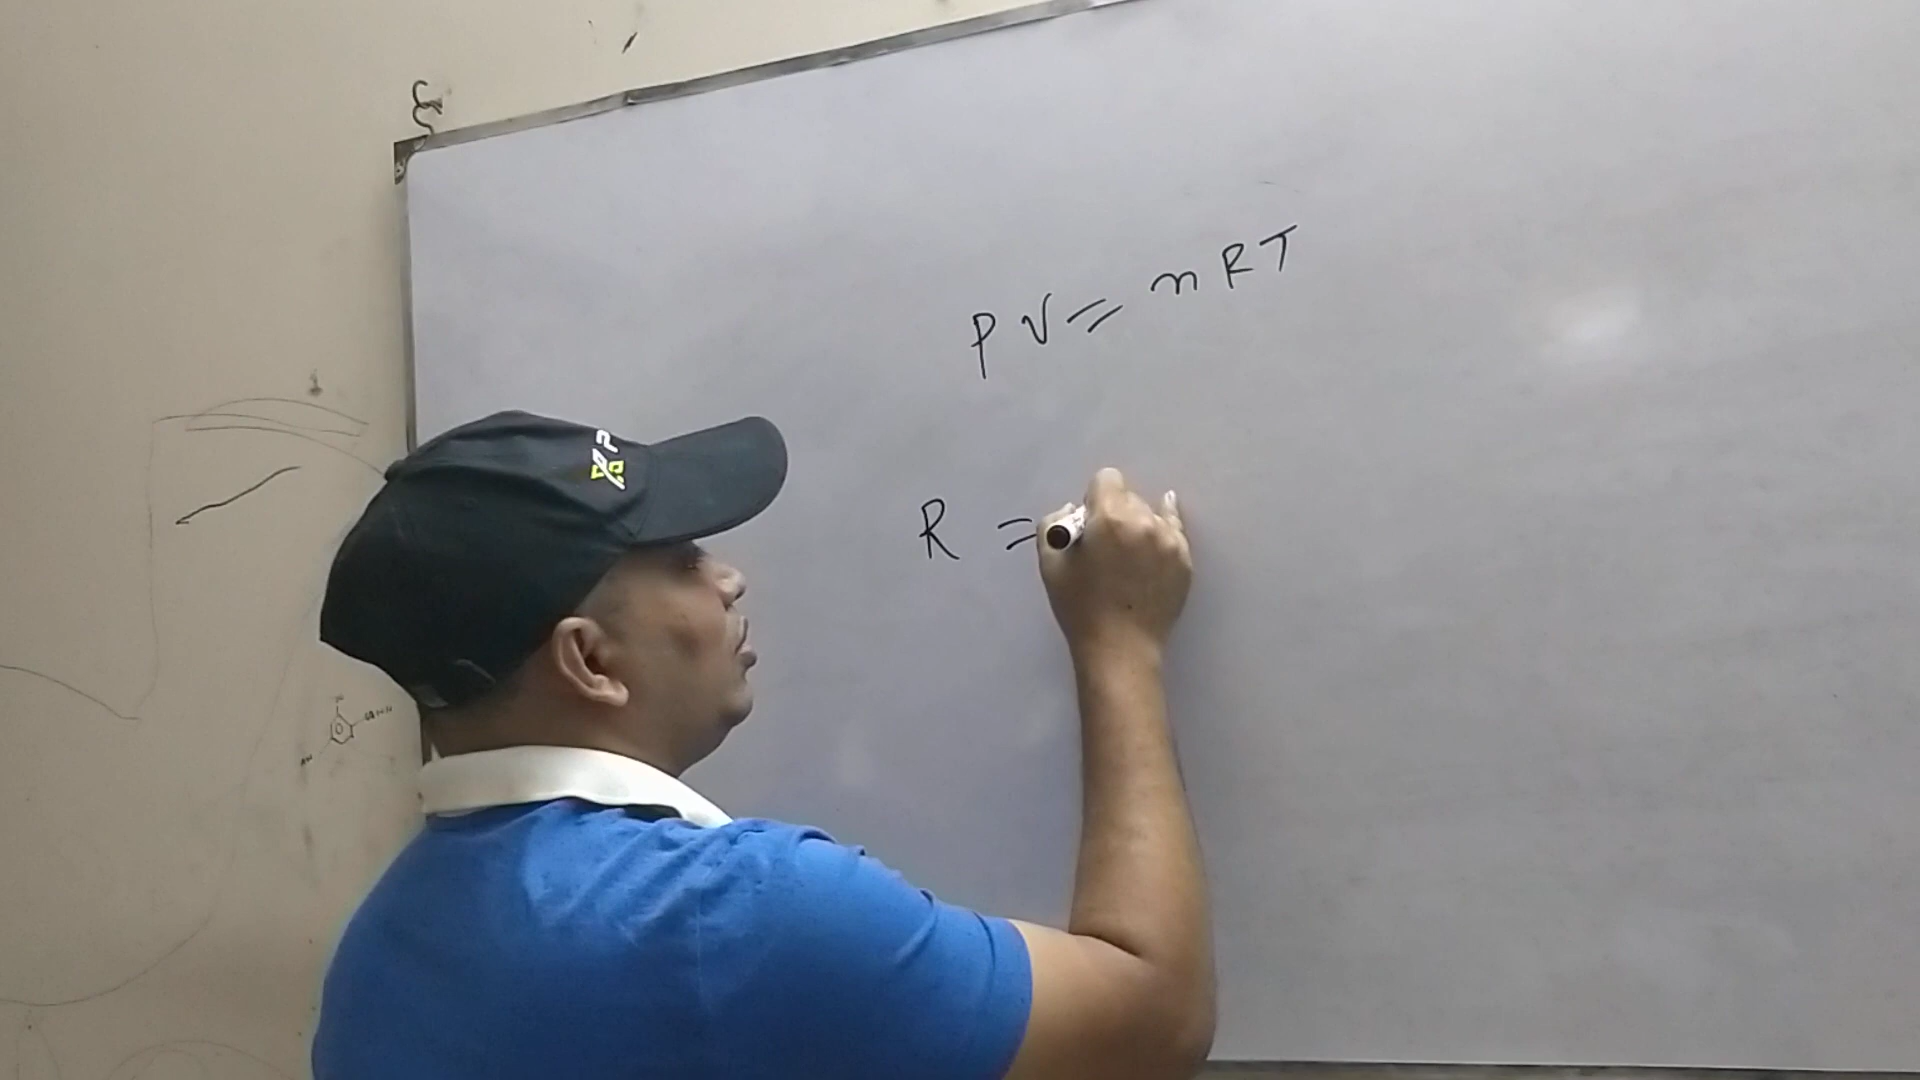 PV = nRT
R =